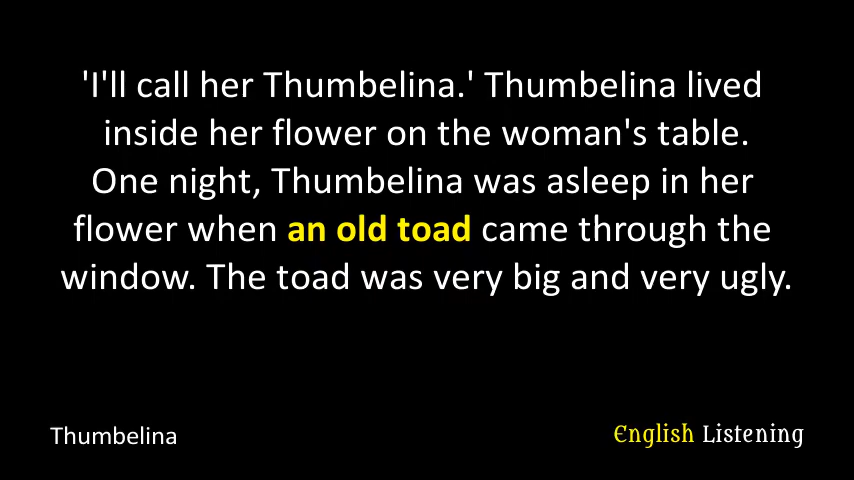 'I'll call her Thumbelina.' Thumbelina lived
inside her flower on the woman's table.
One night, Thumbelina was asleep in her
flower when an old toad came through the
window. The toad was very big and very ugly.
Thumbelina
English Listening